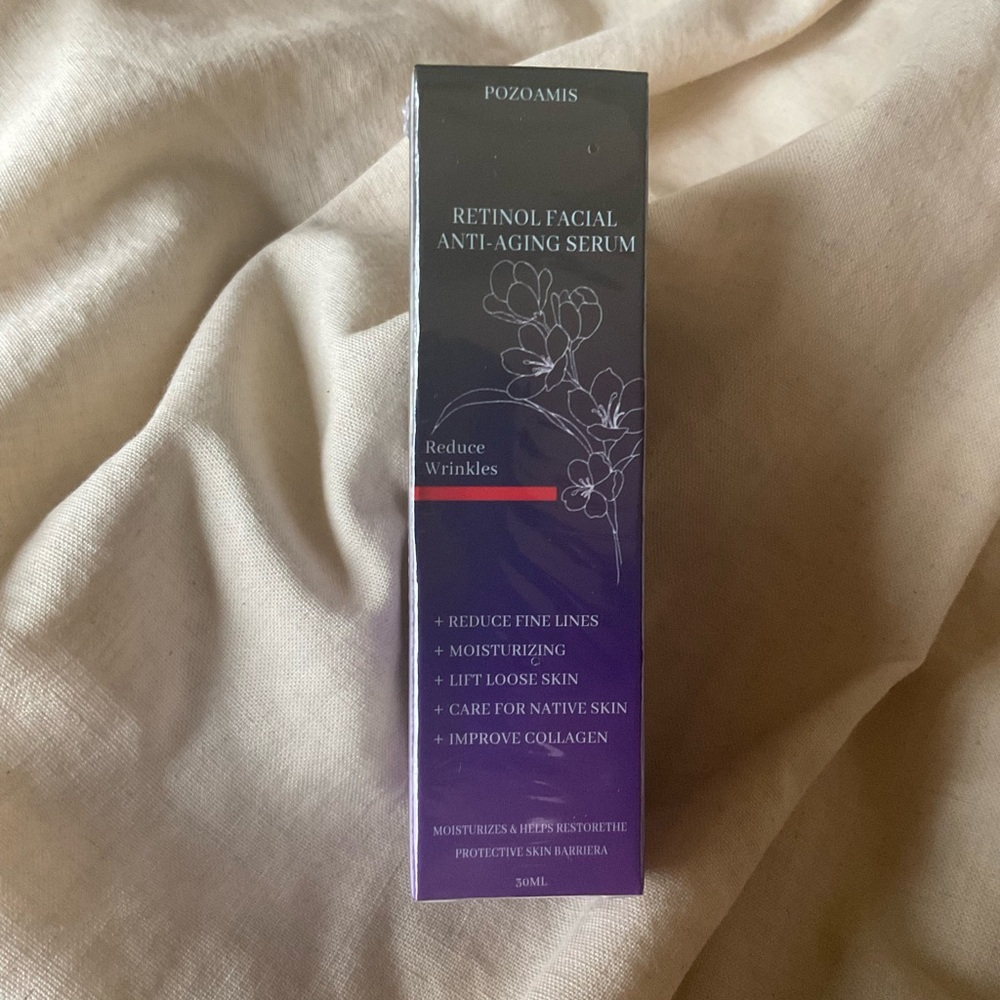 POZOAMIS
RETINOL FACIAL
ANTI-AGING SERUM
Reduce
Wrinkles
+ REDUCE FINE LINES
+ MOISTURIZING
+ LIFT LOOSE SKIN
+ CARE FOR NATIVE SKIN
+ IMPROVE COLLAGEN
MOISTURIZES & HELPS RESTORETHE
PROTECTIVE SKIN BARRIERA
30ML